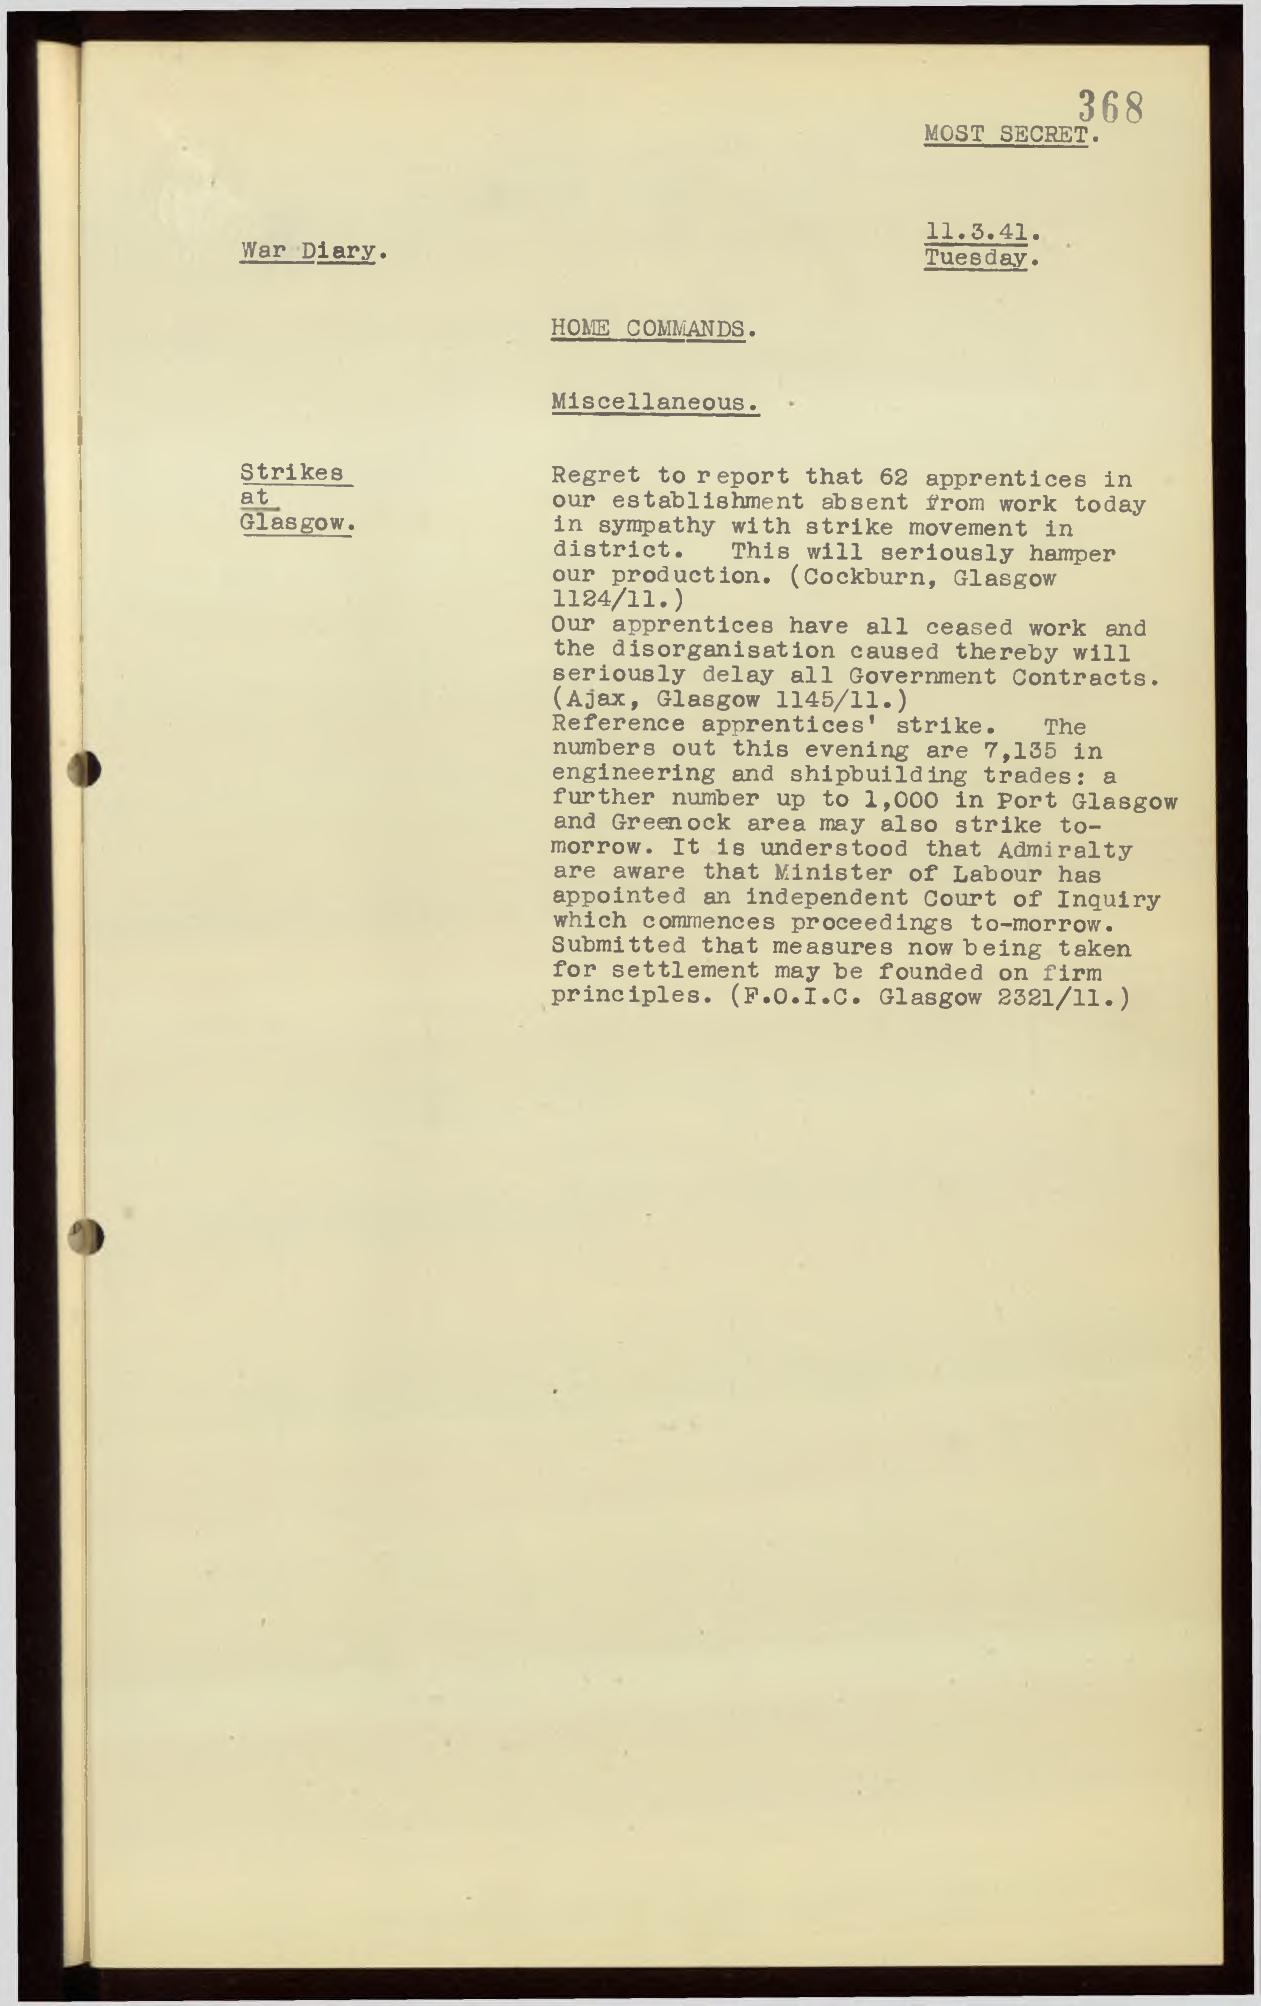 368
MOST SECRET.
11.3.41.
War Diary.
Tuesday.
HOME COMMANDS.
Miscellaneous.
Strikes
at
Glasgow.
Regret to report that 62 apprentices in
our establishment absent from work today
in sympathy with strike movement in
district. This will seriously hamper
our production. (Cockburn, Glasgow
1124/11.)
Our apprentices have all ceased work and
the disorganisation caused thereby will
seriously delay all Government Contracts.
(Ajax, Glasgow 1145/11.)
Reference apprentices' strike. The
numbers out this evening are 7,135 in
engineering and shipbuilding trades: a
further number up to 1,000 in Port Glasgow
and Greenock area may also strike to-
morrow. It is understood that Admiralty
are aware that Minister of Labour has
appointed an independent Court of Inquiry
which commences proceedings to-morrow.
Submitted that measures now being taken
for settlement may be founded on firm
principles. (F.O.I.C. Glasgow 2321/11.)